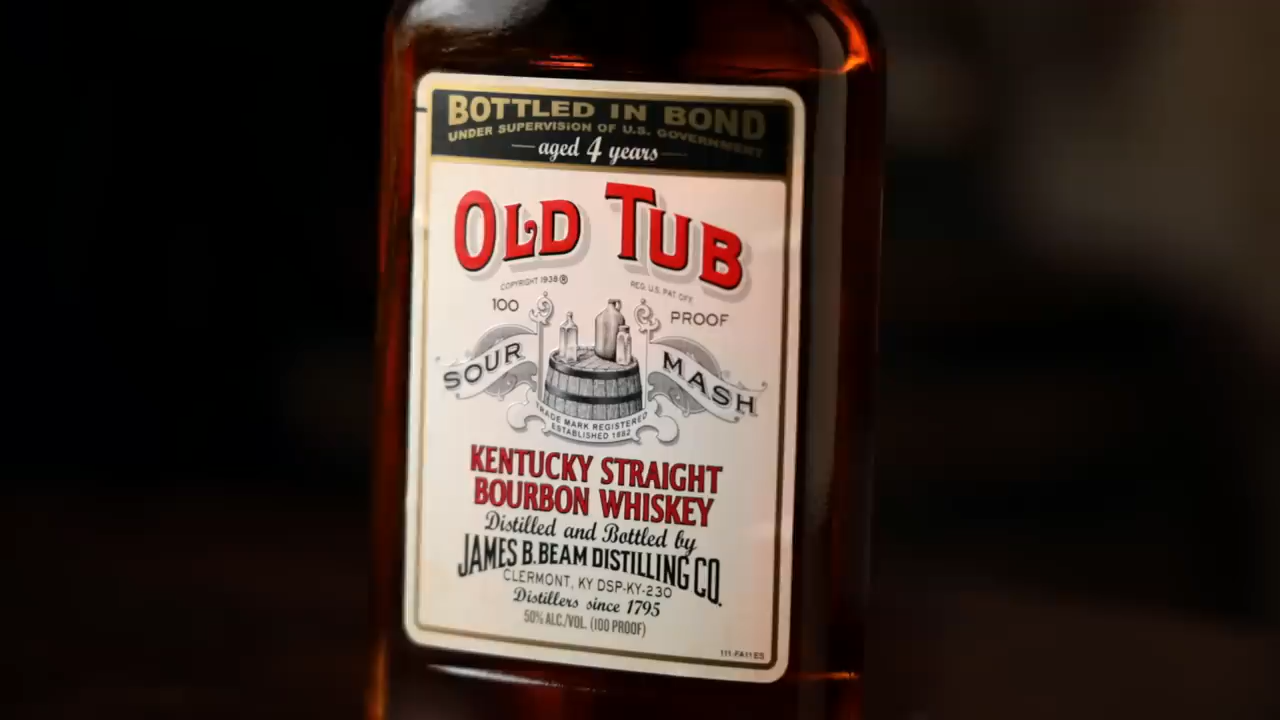 BOTTLED IN BOND
UNDER SUPERVISION OF U.S. GOVERNMENT
aged 4 years
OLD TUB
COPYRIGHT 1938® REG. U.S. PAT. OFF.
100 PROOF
SOUR MASH
TRADE MARK REGISTERED
ESTABLISHED 1882
KENTUCKY STRAIGHT
BOURBON WHISKEY
Distilled and Bottled by
JAMES B. BEAM DISTILLING CO.
CLERMONT, KY DSP-KY-230
Distillers since 1795
50% ALC./VOL. (100 PROOF)